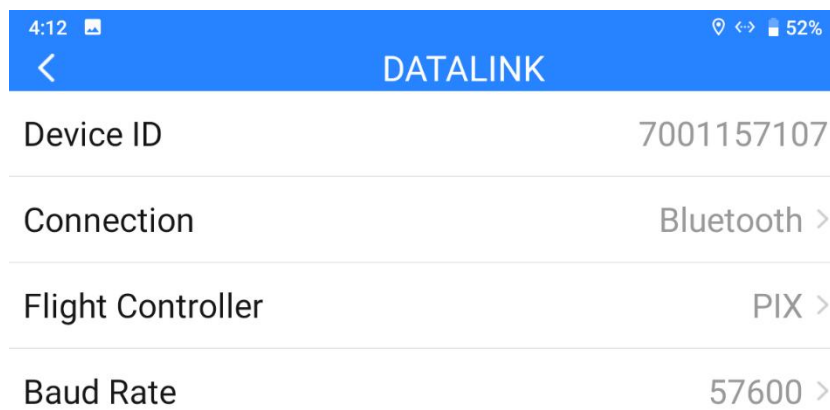 4:12 52%
DATALINK
Device ID 7001157107
Connection Bluetooth
Flight Controller PIX
Baud Rate 57600